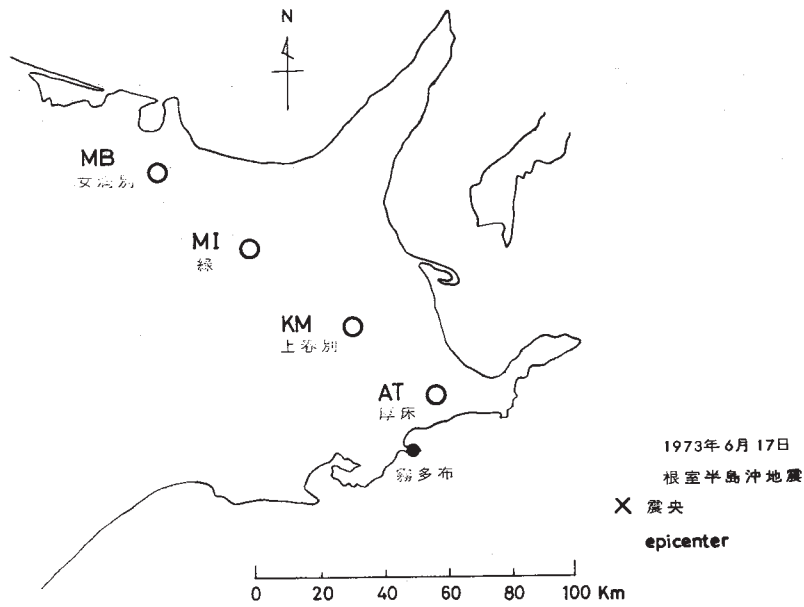 N
MB
女満別
MI
緑
KM
上春別
AT
厚床
霧多布
1973年6月17日
根室半島沖地震
× 震央
epicenter
0 20 40 60 80 100 Km